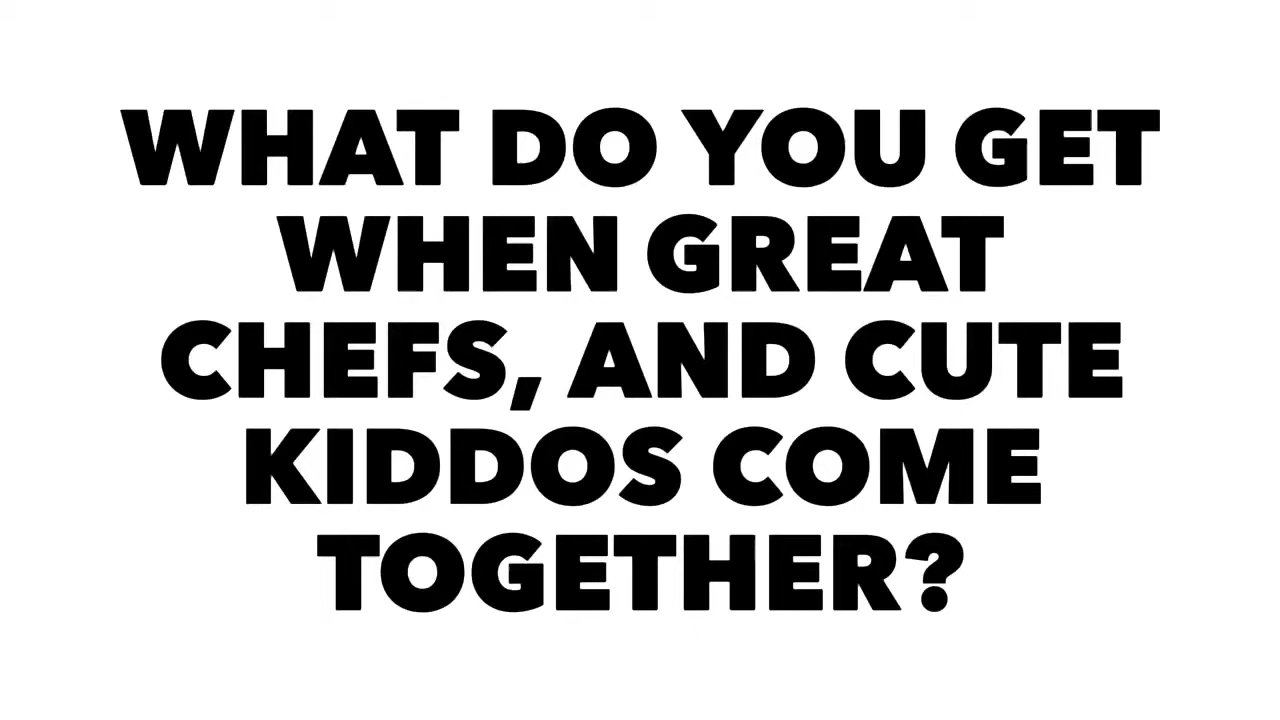 WHAT DO YOU GET
WHEN GREAT
CHEFS, AND CUTE
KIDDOS COME
TOGETHER?